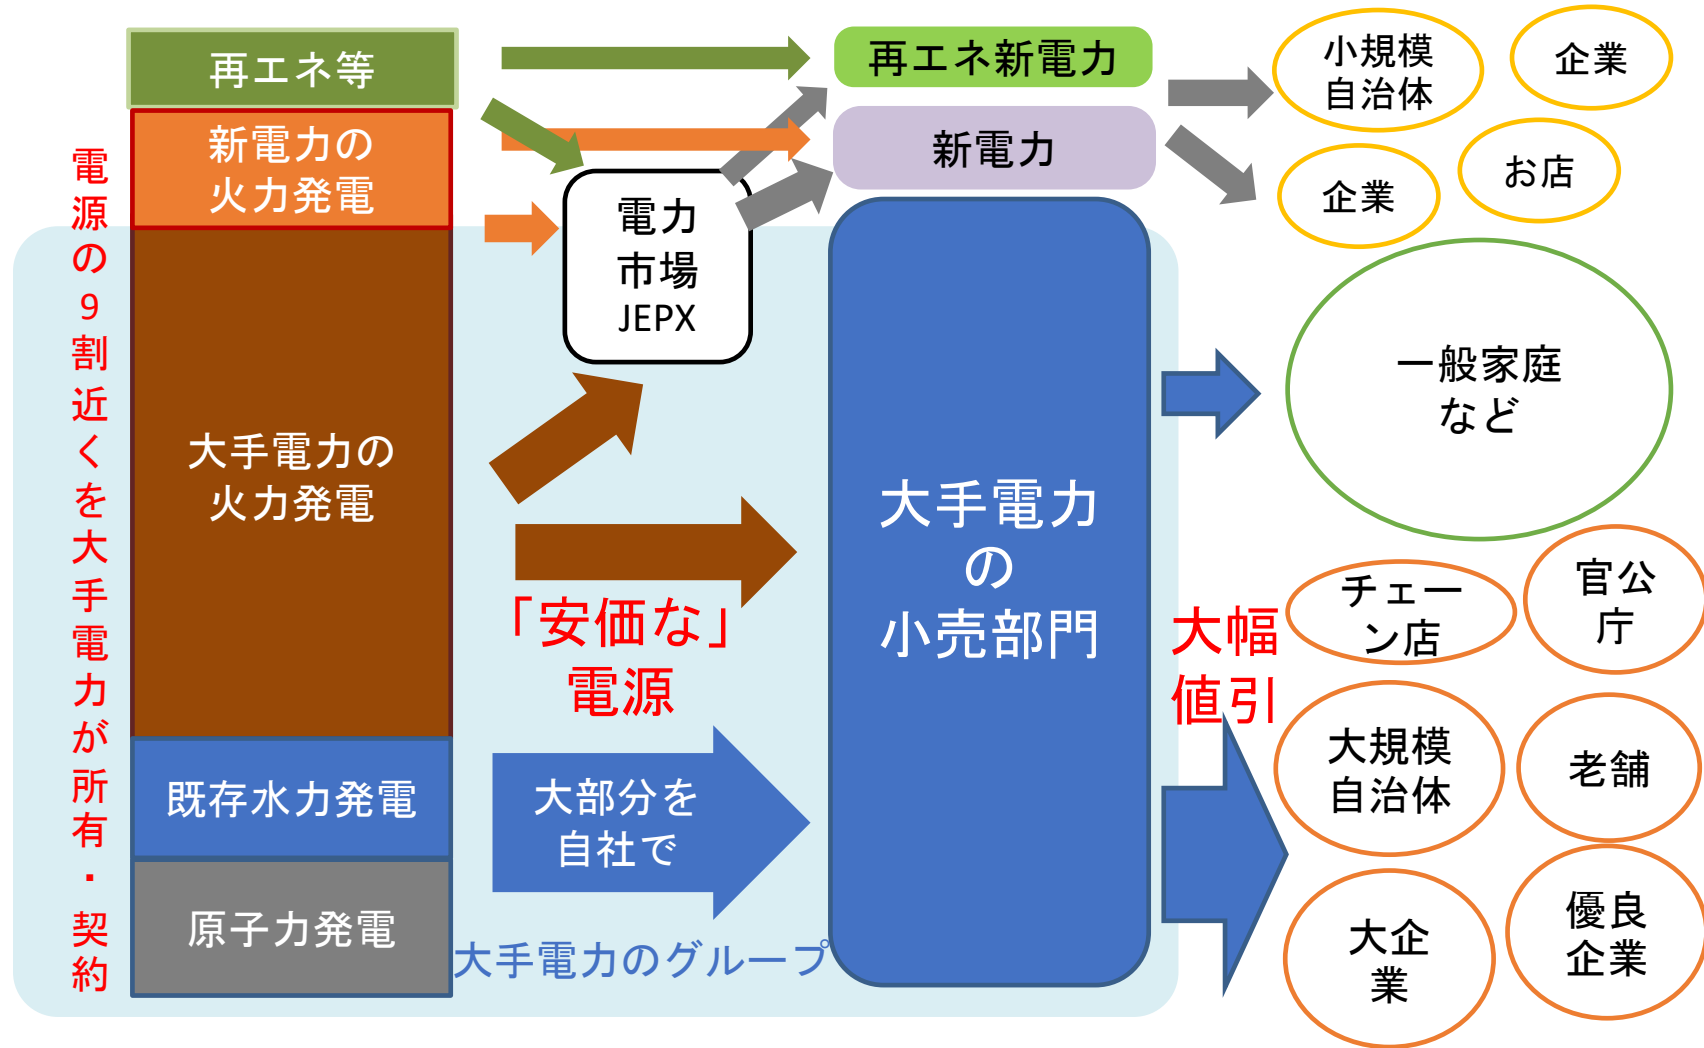 電源の9割近くを大手電力が所有・契約
再エネ等
新電力の
火力発電
大手電力の
火力発電
既存水力発電
原子力発電
電力
市場
JEPX
「安価な」
電源
大部分を
自社で
大手電力のグループ
再エネ新電力
新電力
大手電力
の
小売部門
大幅
値引
小規模
自治体
企業
企業
お店
一般家庭
など
チェー
ン店
官公
庁
大規模
自治体
老舗
大企
業
優良
企業